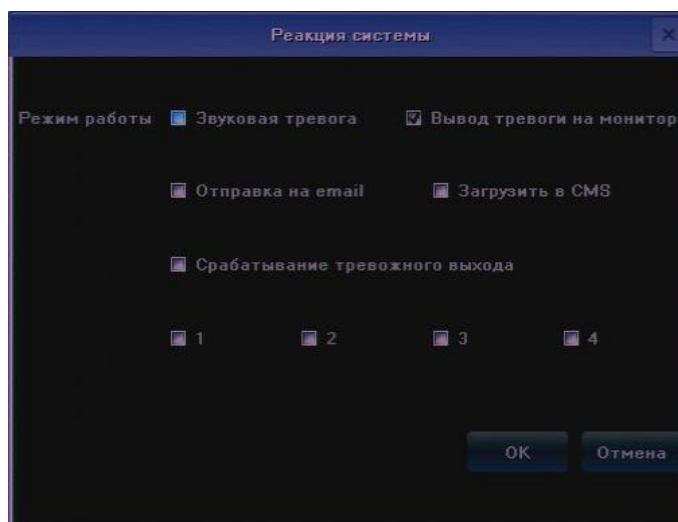 Реакция системы
Режим работы Звуковая тревога Вывод тревоги на монитор
Отправка на email Загрузить в CMS
Срабатывание тревожного выхода
1 2 3 4
OK Отмена